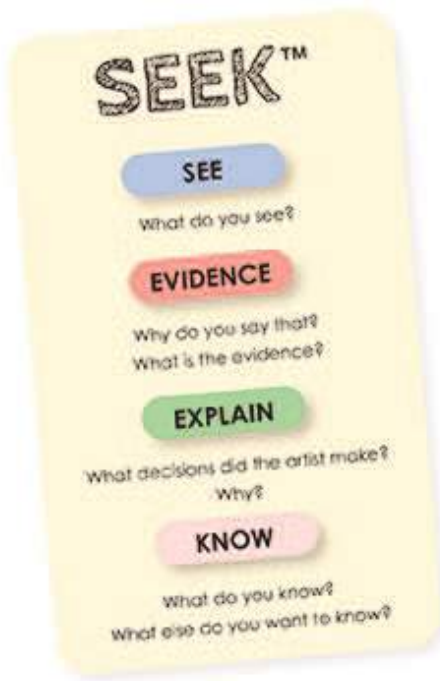 SEEK™
SEE
What do you see?
EVIDENCE
Why do you say that?
What is the evidence?
EXPLAIN
What decisions did the artist make?
Why?
KNOW
What do you know?
What else do you want to know?